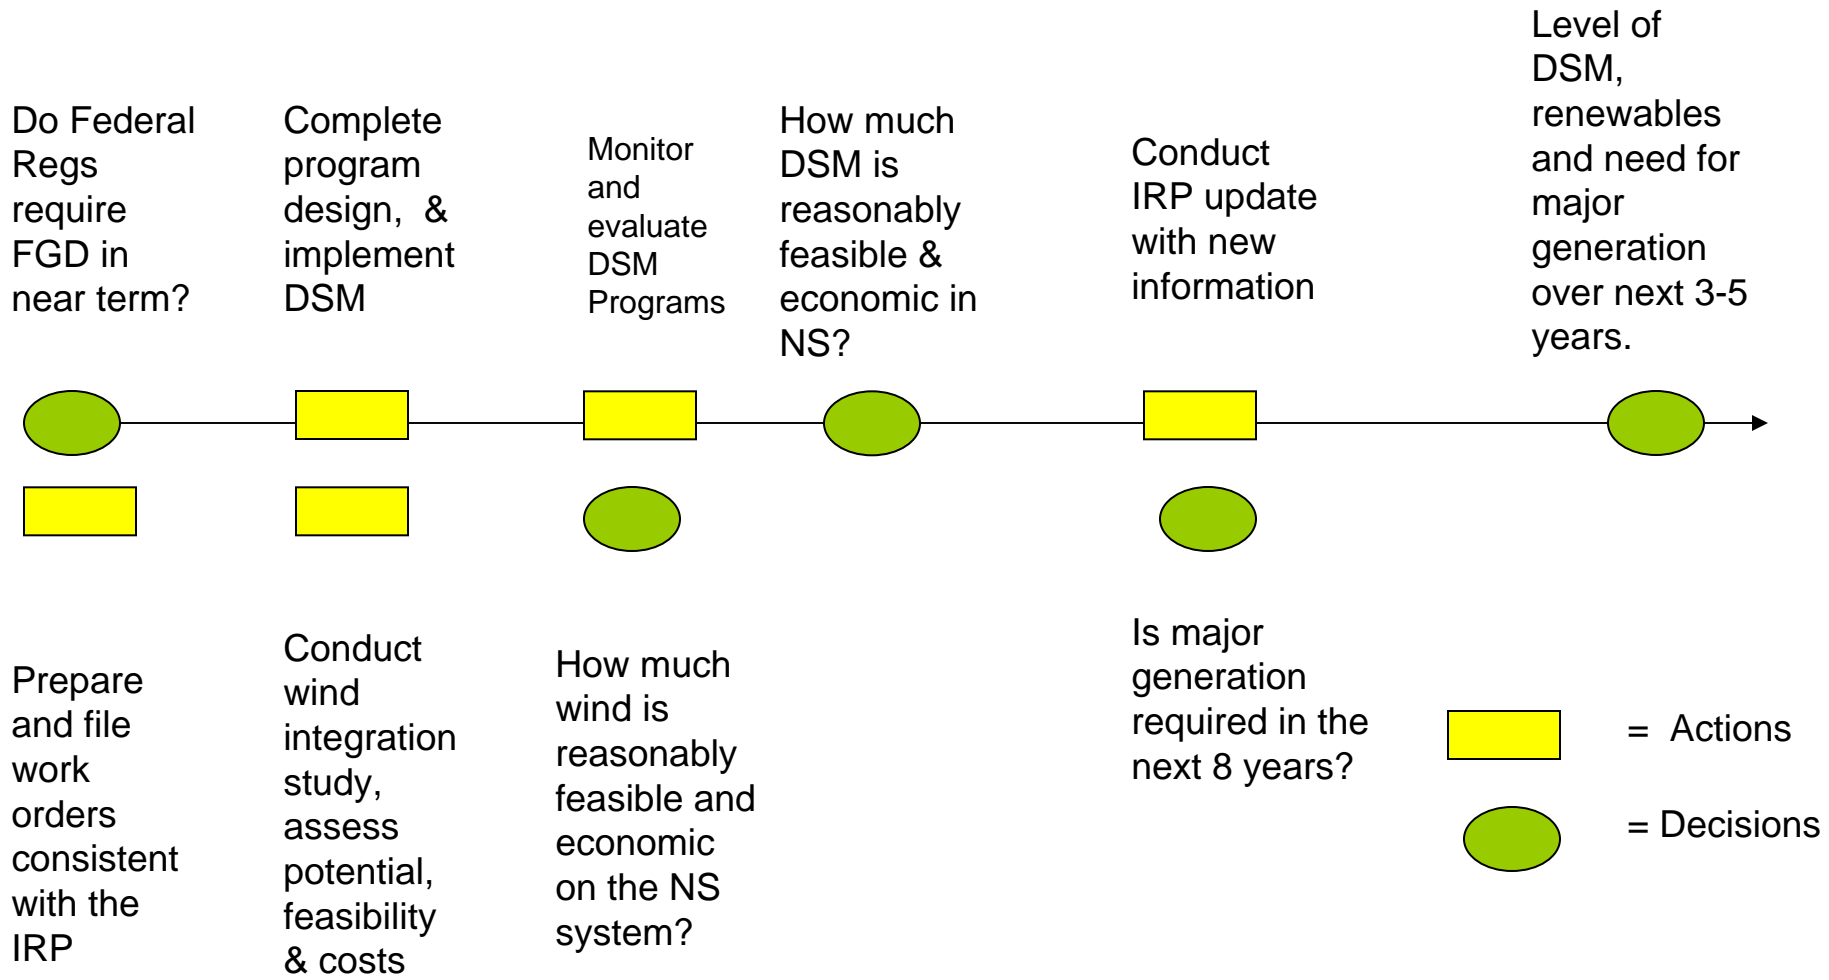 Do Federal
Regs
require
FGD in
near term?
Complete
program
design, &
implement
DSM
Monitor
and
evaluate
DSM
Programs
How much
DSM is
reasonably
feasible &
economic in
NS?
Conduct
IRP update
with new
information
Level of
DSM,
renewables
and need for
major
generation
over next 3-5
years.
Prepare
and file
work
orders
consistent
with the
IRP
Conduct
wind
integration
study,
assess
potential,
feasibility
& costs
How much
wind is
reasonably
feasible and
economic
on the NS
system?
Is major
generation
required in the
next 8 years?
= Actions
= Decisions